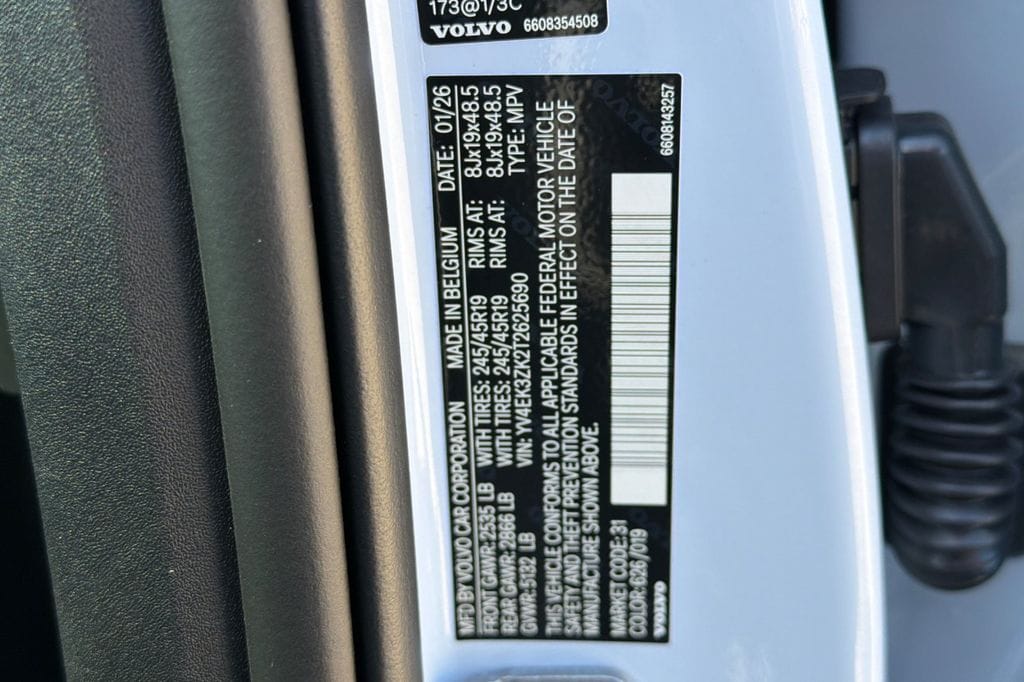 173@1/3C
VOLVO 6608354508
MFD BY VOLVO CAR CORPORATION MADE IN BELGIUM DATE: 01/26
FRONT GAWR: 2535 LB WITH TIRES: 245/45R19 RIMS AT: 8Jx19x48.5
REAR GAWR: 2866 LB WITH TIRES: 245/45R19 RIMS AT: 8Jx19x48.5
GVWR: 5132 LB VIN: YV4EK3ZK2T2625690 TYPE: MPV
THIS VEHICLE CONFORMS TO ALL APPLICABLE FEDERAL MOTOR VEHICLE
SAFETY AND THEFT PREVENTION STANDARDS IN EFFECT ON THE DATE OF
MANUFACTURE SHOWN ABOVE.
MARKET CODE: 31
COLOR: 626/019
VOLVO 6608143257